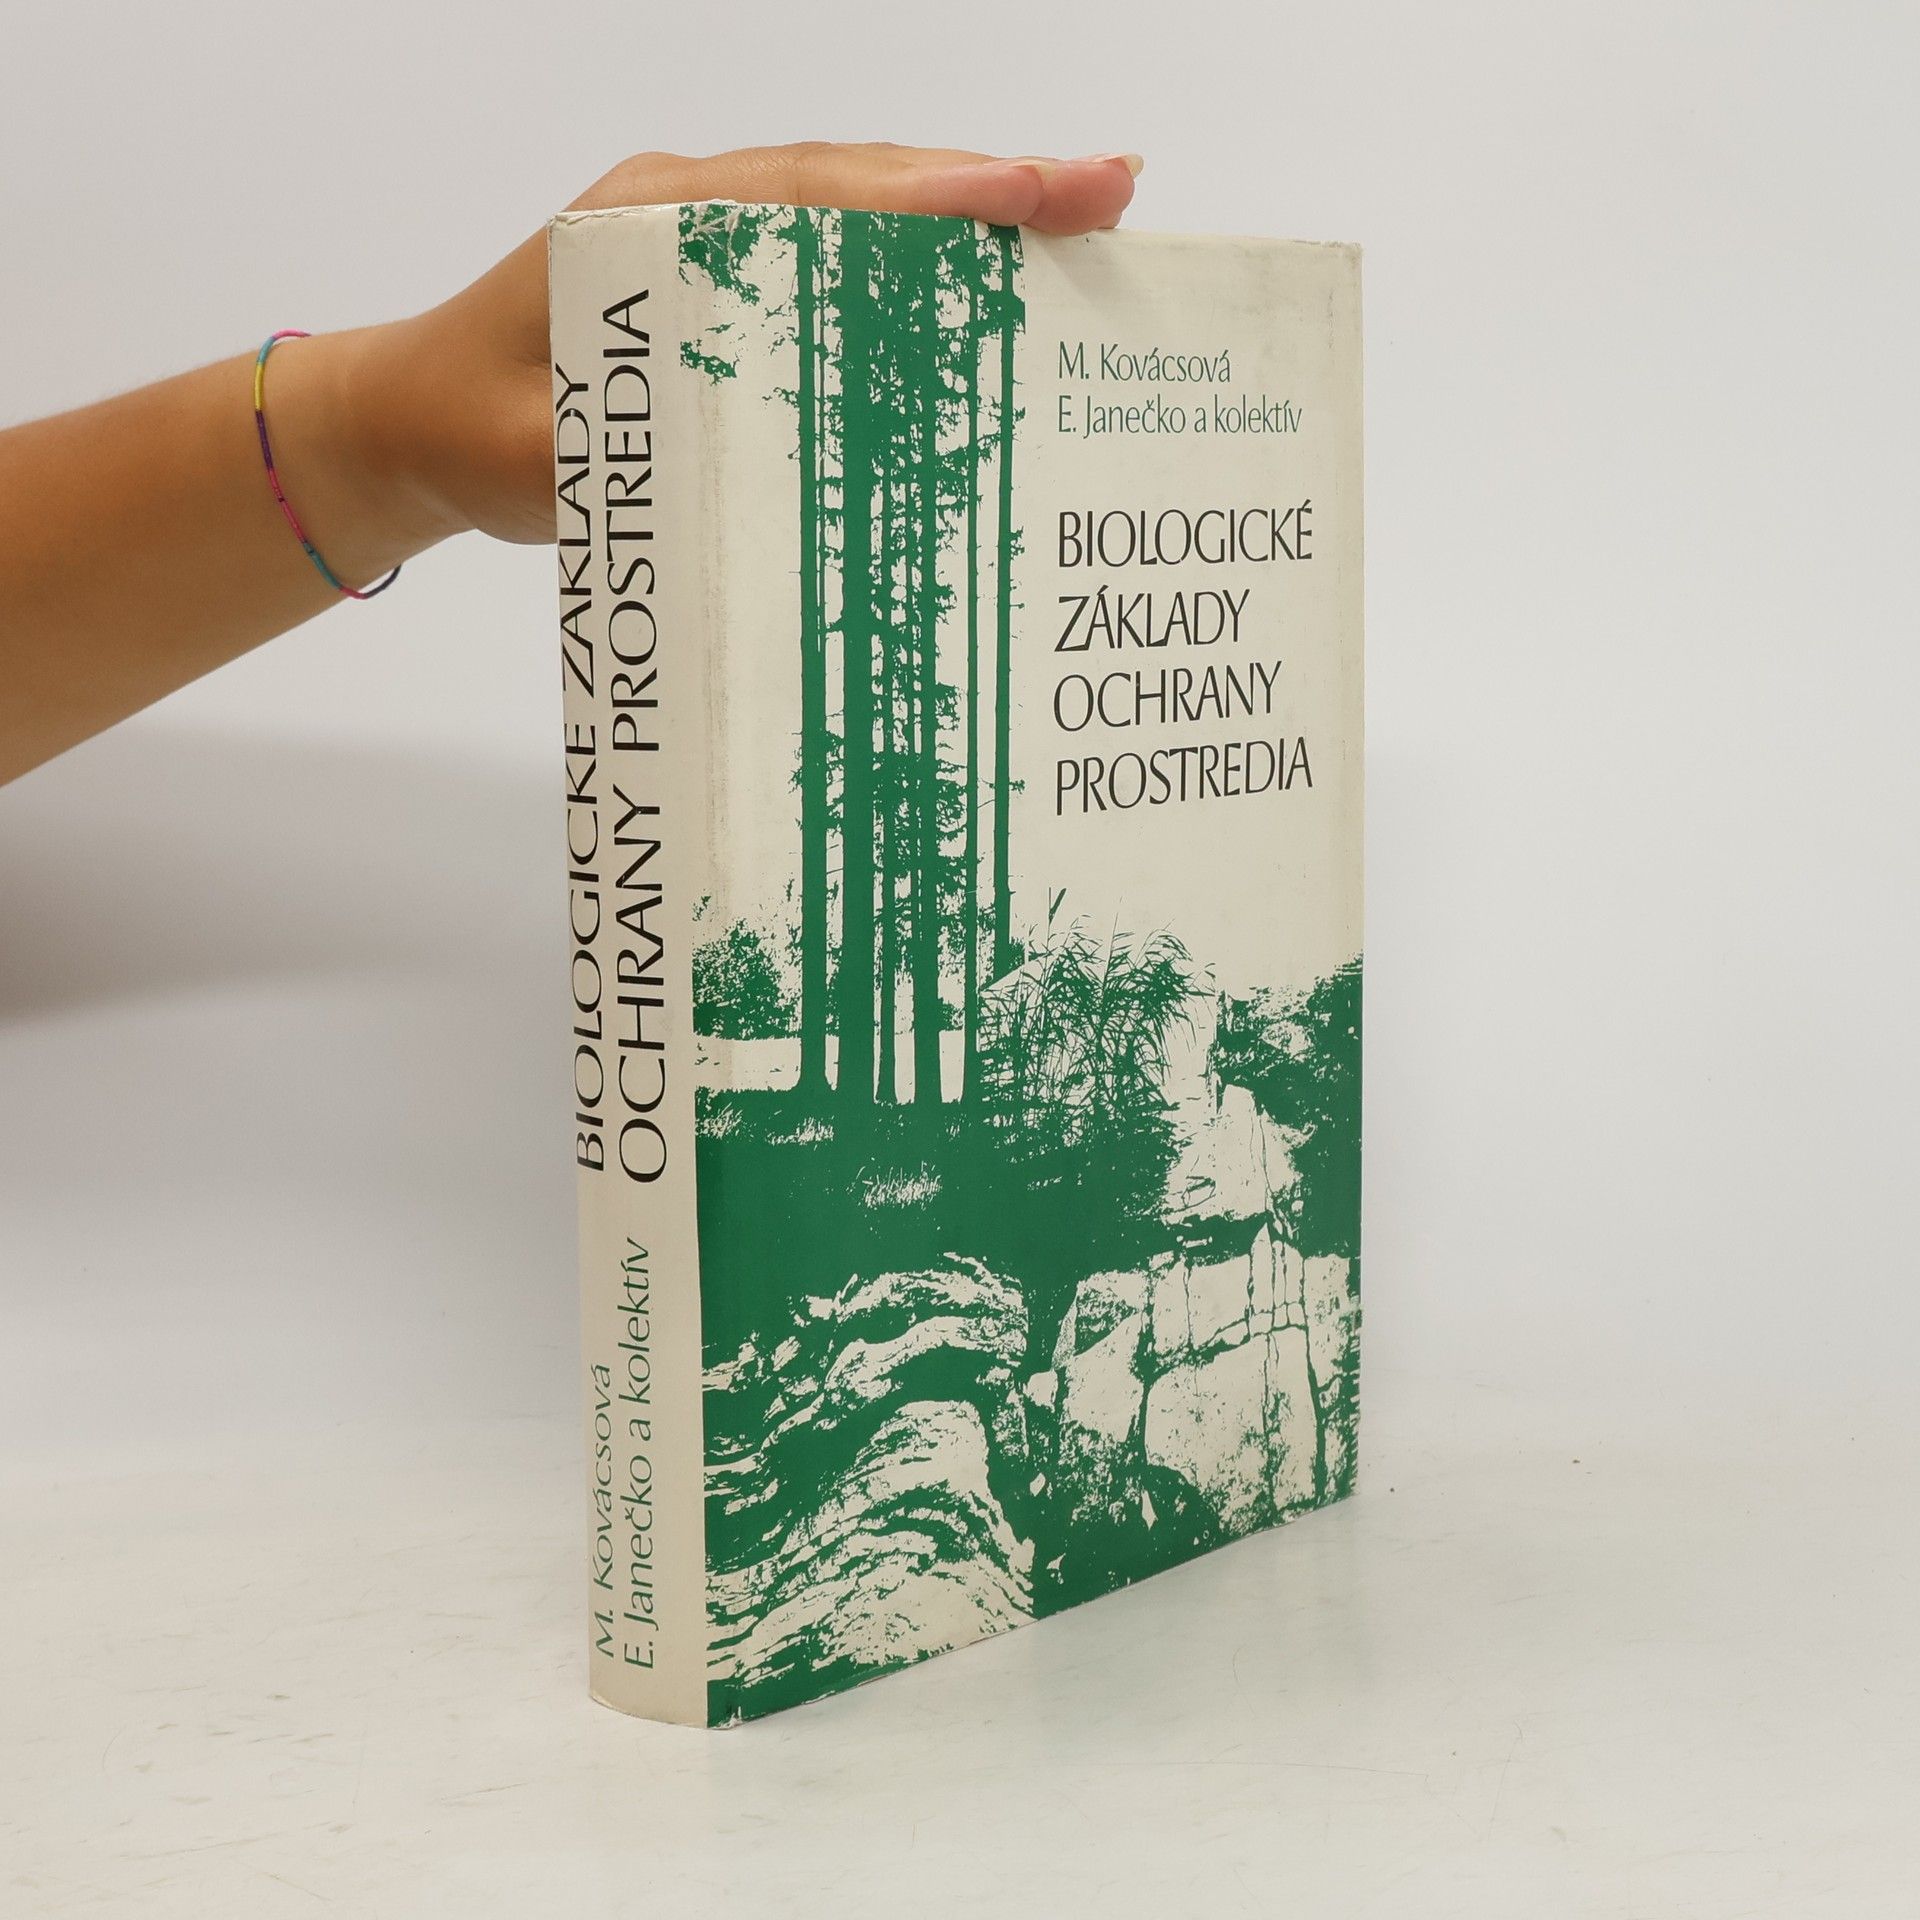 M. Kovácsová
E. Janečko a kolektív
BIOLOGICKÉ
ZÁKLADY
OCHRANY
PROSTREDIA
M. Kovácsová
E. Janečko a kolektív
BIOLOGICKÉ ZÁKLADY
OCHRANY PROSTREDIA